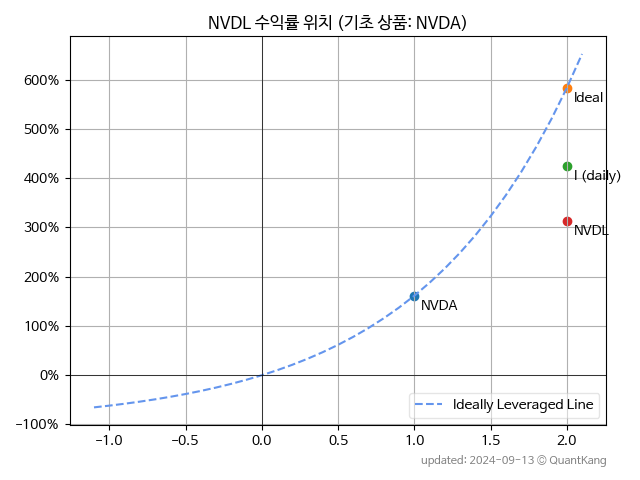 NVDL 수익률 위치 (기초 상품: NVDA)
600%
500%
400%
300%
200%
100%
0%
-100%
Ideal
I (daily)
NVDL
NVDA
Ideally Leveraged Line
-1.0 -0.5 0.0 0.5 1.0 1.5 2.0
updated: 2024-09-13 © QuantKang